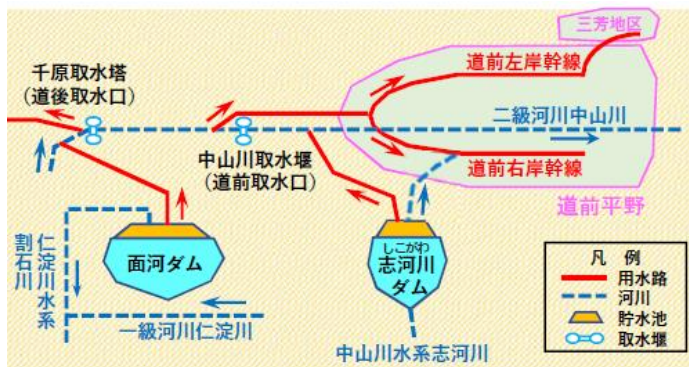 三芳地区
千原取水塔
（道後取水口）
道前左岸幹線
二級河川中山川
中山川取水堰
（道前取水口）
道前右岸幹線
道前平野
仁淀川水系
割石川
面河ダム
しこがわ
志河川
ダム
一級河川仁淀川
中山川水系志河川
凡　例
用水路
河川
貯水池
取水堰